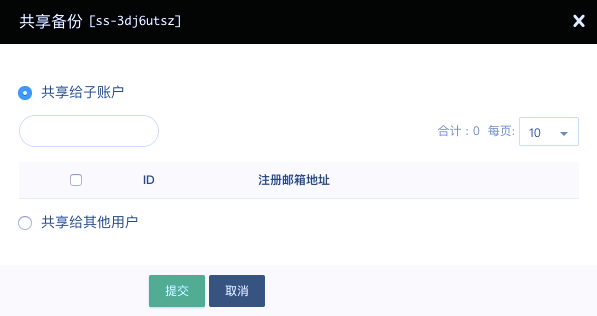 共享备份 [ss-3dj6utsz]
共享给子账户
合计：0 每页: 10
ID 注册邮箱地址
共享给其他用户
提交 取消